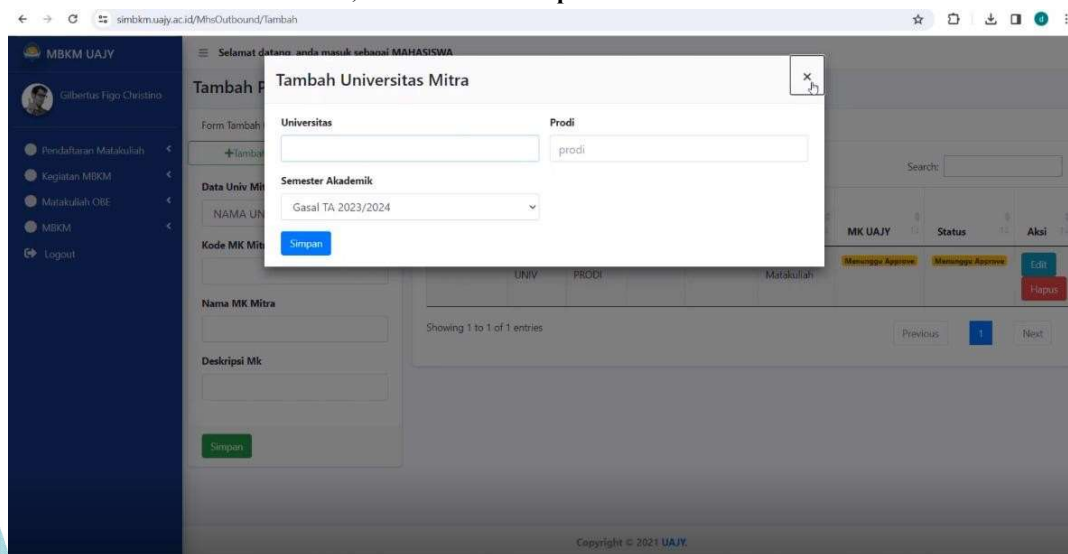 simbkm.uajy.ac.id/MhsOutbound/Tambah
MBKM UAJY
Selamat datang, anda masuk sebagai MAHASISWA
Gilbertus Figo Christino
Tambah
Tambah Universitas Mitra
×
Form Tambah
Universitas
Prodi
prodi
+Tambah
Semester Akademik
Gasal TA 2023/2024
Simpan
Pendaftaran Matakuliah
Kegiatan MBKM
Matakuliah OBE
MBKM
Logout
Data Univ Mit
NAMA UN
Kode MK Mit
Nama MK Mitra
Deskripsi Mk
Simpan
Search:
MK UAJY Status Aksi
UNIV PRODI Matakuliah Menunggu Approve Menunggu Approve Edit
Hapus
Showing 1 to 1 of 1 entries
Previous 1 Next
Copyright © 2021 UAJY.